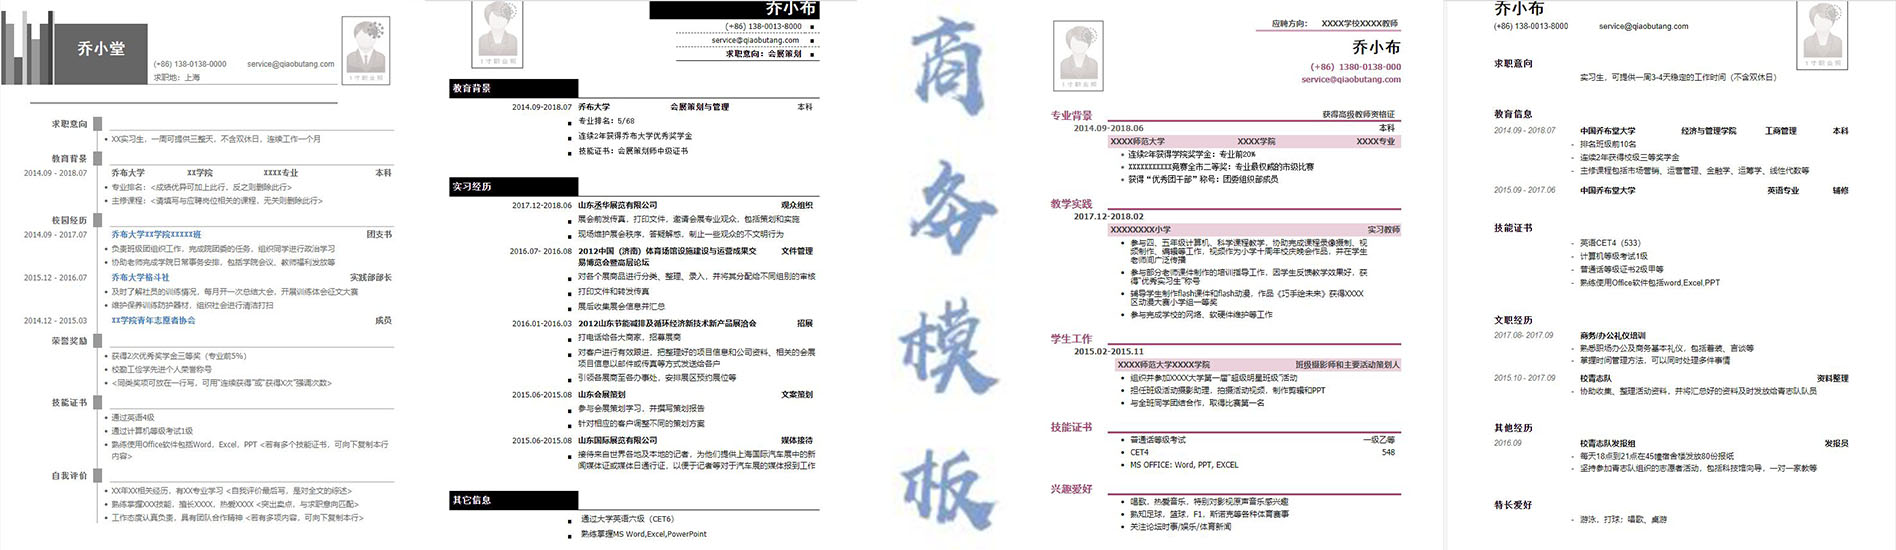 乔小堂
(+86) 138-0138-0000 service@qiaobutang.com
求职地：上海
1寸职业照
求职意向
XX实习生，一周可提供三整天，不含双休日，连续工作一个月
教育背景
2014.09 - 2018.07 乔布大学 XX学院 XXXX专业 本科
专业排名：<成绩优异可加上此行，反之则删除此行>
主修课程：<请填写与应聘岗位相关的课程，无关则删除此行>
校园经历
2014.09 - 2017.07 乔布大学XX学院XXXXX班 团支书
负责班级团组织工作，完成院团委的任务，组织同学进行政治学习
协助老师完成学院日常事务安排，包括学院会议、教师福利发放等
2015.12 - 2016.07 乔布大学格斗社 实践部部长
及时了解社员的训练情况，每月开一次总结大会，开展训练体会征文大赛
维护保养训练防护器材，组织社会进行清洁打扫
2014.12 - 2015.03 XX学院青年志愿者协会 成员
荣誉奖励
获得2次优秀奖学金三等奖（专业前5%）
校勤工俭学先进个人荣誉称号
<同类奖项可放在一行写，可用"连续获得"或"获得X次"强调次数>
技能证书
通过英语4级
通过计算机等级考试1级
熟练使用Office软件包括Word，Excel，PPT <若有多个技能证书，可向下复制本行
内容>
自我评价
XX年XX相关经历，有XX专业学习 <自我评价最后写，是对全文的综述>
熟练掌握XXX技能，擅长XXXX，热爱XXXX <突出卖点，与求职意向匹配>
工作态度认真负责，具有团队合作精神 <若有多项内容，可向下复制本行>
乔小布
(+86) 138-0013-8000
service@qiaobutang.com
求职意向：会展策划
1寸职业照
教育背景
2014.09-2018.07 乔布大学 会展策划与管理 本科
专业排名：5/68
连续2年获得乔布大学优秀奖学金
技能证书：会展策划师中级证书
实习经历
2017.12-2018.06 山东丞华展览有限公司 观众组织
展会前发传真，打印文件，邀请会展专业观众，包括策划和实施
现场维护展会秩序，答疑解惑，制止一些观众的不文明行为
2016.07- 2016.08 2012中国（济南）体育场馆设施建设与运营成果交 文件管理
易博览会暨高层论坛
对各个展商品进行分类、整理、录入，并将其分配给不同组别的审核
打印文件和转发传真
展后收集展会信息并汇总
2016.01-2016.03 2012山东节能减排及循环经济新技术新产品展洽会 招展
打电话给各大商家，招募展商
对客户进行有效跟进，把整理好的项目信息和公司资料、相关的会展
项目信息以邮件或传真等方式发送给各户
引领各展商至各办事处，安排展区预约展位等
2015.06-2015.08 山东会展策划 文案策划
参与会展策划学习，并撰写策划报告
针对相应的客户调整不同的策划方案
2015.06-2015.08 山东国际展览有限公司 媒体接待
接待来自世界各地及本地的记者，为他们提供上海国际汽车展中的新
闻媒体证或媒体日通行证，以便于记者等对于汽车展的媒体报到工作
其它信息
通过大学英语六级（CET6）
熟练掌握MS Word,Excel,PowerPoint
商
务
模
板
应聘方向： XXXX学校XXXX教师
乔小布
(+86) 1380-0138-000
service@qiaobutang.com
1寸职业照
专业背景 获得高级教师资格证
2014.09-2018.06 本科
XXXX师范大学 XXXX学院 XXXX专业
连续2年获得学院奖学金：专业前20%
XXXXXXXXXX竞赛全市二等奖：专业最权威的市级比赛
获得"优秀团干部"称号：团委组织部成员
教学实践
2017.12-2018.02
XXXXXXXX小学 实习教师
参与四、五年级计算机、科学课程教学，协助完成课程录像摄制、视
频制作、编辑等工作，视频作为小学十周年校庆晚会作品，并在学生
老师间广泛传播
参与部分老师课件制作的培训指导工作，因学生反馈教学效果好，获
得"优秀实习生"称号
辅导学生制作flash课件和flash动漫，作品《巧手绘未来》获得XXXX
区动漫大赛小学组一等奖
参与完成学校的网络、软硬件维护等工作
学生工作
2015.02-2015.11
XXXX师范大学XXXX学院 班级摄影师和主要活动策划人
组织并参加XXXX大学第一届"超级明星班级"活动
担任班级活动摄影助理，拍摄活动视频，制作剪辑和PPT
与全班同学团结合作，取得比赛第一名
技能证书
普通话等级考试 一级乙等
CET4 548
MS OFFICE: Word, PPT, EXCEL
兴趣爱好
唱歌，热爱音乐，特别对影视原声音乐感兴趣
熟知足球，篮球，F1，斯诺克等各种体育赛事
关注论坛时事/娱乐/体育新闻
乔小布
(+86) 138-0013-8000 service@qiaobutang.com
1寸职业照
求职意向
实习生，可提供一周3-4天稳定的工作时间（不含双休日）
教育信息
2014.09 - 2018.07 中国乔布堂大学 经济与管理学院 工商管理 本科
排名班级前10名
连续2年获得校级三等奖学金
主修课程包括市场营销、运营管理、金融学、运筹学、线性代数等
2015.09 - 2017.06 中国乔布堂大学 英语专业 辅修
技能证书
英语CET4（533）
计算机等级考试1级
普通话等级证书2级甲等
熟练使用Office软件包括word,Excel,PPT
文职经历
2017.08- 2017.09 商务/办公礼仪培训
熟悉职场办公及商务基本礼仪，包括着装、言谈等
掌握时间管理方法，可以同时处理多件事情
2015.10 - 2017.09 校青志队 资料整理
协助收集、整理活动资料，并将汇总好的资料及时发放给青志队队员
其他经历
2016.09 校青志队发报组 发报员
每天18点到21点在45幢宿舍楼发放80份报纸
坚持参加青志队组织的志愿者活动，包括科技馆向导，一对一家教等
特长爱好
游泳，打球；唱歌、桌游